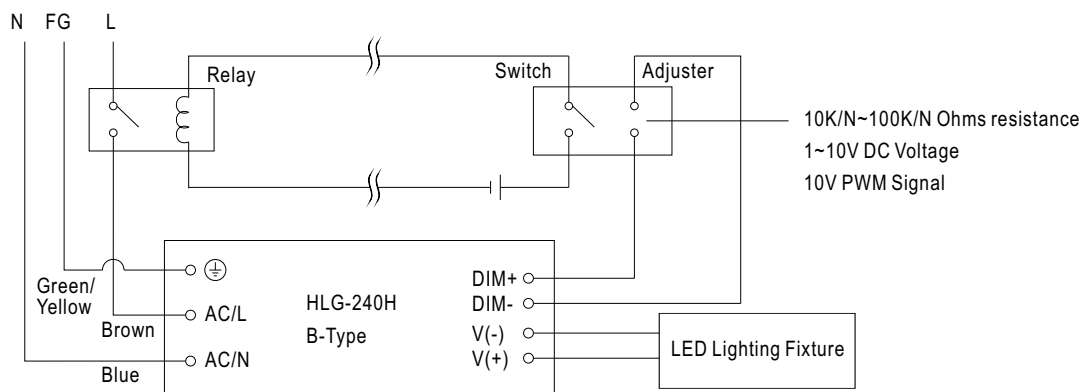 N FG L
Relay
Switch
Adjuster
10K/N~100K/N Ohms resistance
1~10V DC Voltage
10V PWM Signal
Green/
Yellow
Brown
Blue
AC/L
AC/N
HLG-240H
B-Type
DIM+
DIM-
V(-)
V(+)
LED Lighting Fixture